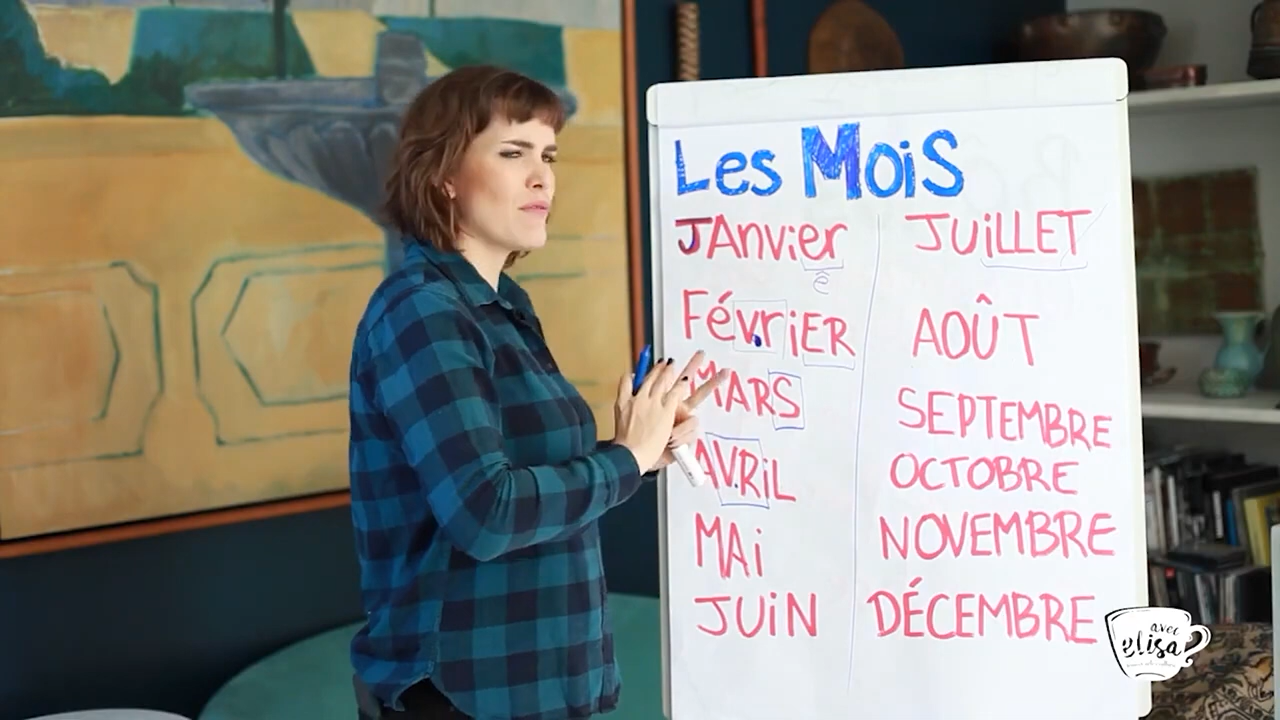 Les Mois
JAnvier
ê
FévriER
MARS
AVRiL
MAi
JUiN
JUiLLET
AOÛT
SEPTEMBRE
OCTOBRE
NOVEMBRE
DÉCEMBRE
avec
elisa